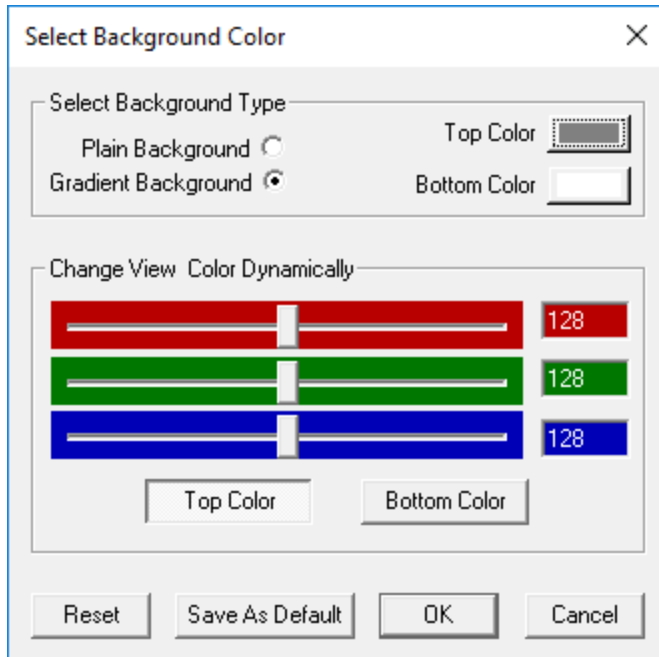 Select Background Color
Select Background Type
Top Color
Plain Background
Gradient Background
Bottom Color
Change View  Color Dynamically
128
128
128
Top Color
Bottom Color
Reset
Save As Default
OK
Cancel